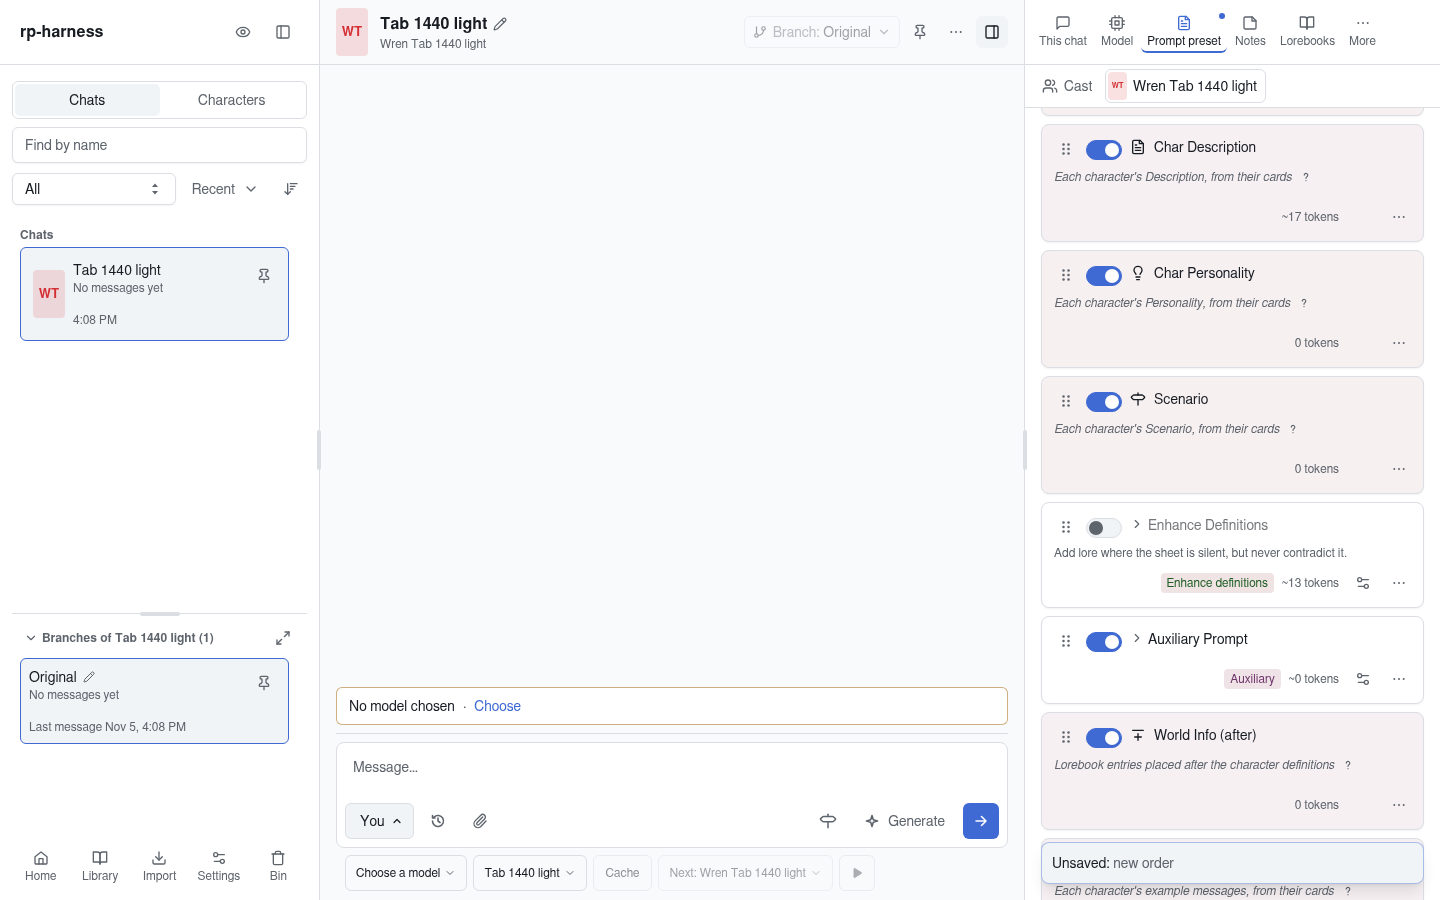 rp-harness
Chats
Characters
Find by name
All
Recent
Chats
WT
Tab 1440 light
No messages yet
4:08 PM
Branches of Tab 1440 light (1)
Original
No messages yet
Last message Nov 5, 4:08 PM
Home
Library
Import
Settings
Bin
WT
Tab 1440 light
Wren Tab 1440 light
Branch: Original
No model chosen · Choose
Message...
You
Generate
Choose a model
Tab 1440 light
Cache
Next: Wren Tab 1440 light
This chat
Model
Prompt preset
Notes
Lorebooks
More
Cast
WT
Wren Tab 1440 light
Char Description
Each character's Description, from their cards ?
~17 tokens
Char Personality
Each character's Personality, from their cards ?
0 tokens
Scenario
Each character's Scenario, from their cards ?
0 tokens
Enhance Definitions
Add lore where the sheet is silent, but never contradict it.
Enhance definitions ~13 tokens
Auxiliary Prompt
Auxiliary ~0 tokens
World Info (after)
Lorebook entries placed after the character definitions ?
0 tokens
Unsaved: new order
Each character's example messages, from their cards ?